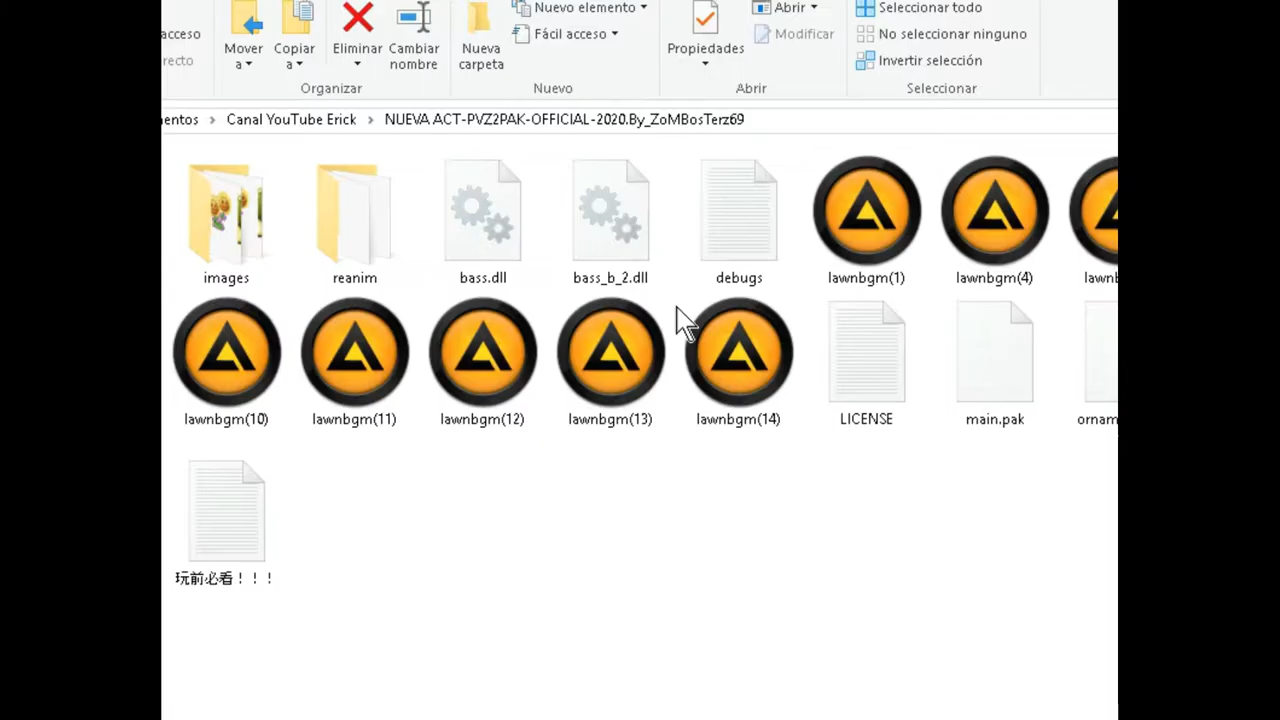 acceso
recto
Mover
a
Copiar
a
Eliminar
Cambiar
nombre
Organizar
Nueva
carpeta
Nuevo elemento
Fácil acceso
Nuevo
Propiedades
Abrir
Modificar
Abrir
Seleccionar todo
No seleccionar ninguno
Invertir selección
Seleccionar
entos > Canal YouTube Erick > NUEVA ACT-PVZ2PAK-OFFICIAL-2020.By_ZoMBosTerz69
images
reanim
bass.dll
bass_b_2.dll
debugs
lawnbgm(1)
lawnbgm(4)
lawnb
lawnbgm(10)
lawnbgm(11)
lawnbgm(12)
lawnbgm(13)
lawnbgm(14)
LICENSE
main.pak
ornam
玩前必看！！！